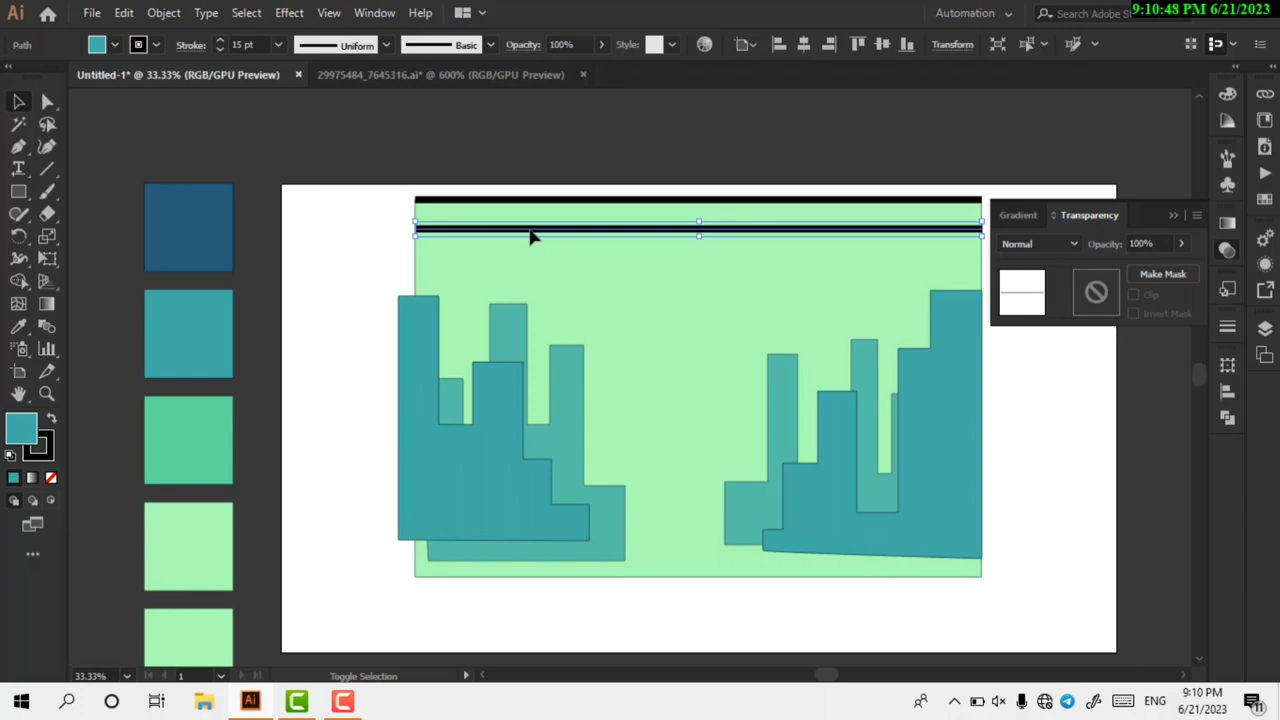 9:10:48 PM 6/21/2023
Ai File Edit Object Type Select Effect View Window Help Automation Search Adobe S
Path Stroke: 15 pt Uniform Basic Opacity: 100% Style: Transform
Untitled-1* @ 33.33% (RGB/GPU Preview) × 29975484_7645316.ai* @ 600% (RGB/GPU Preview) ×
Gradient Transparency
Normal Opacity: 100%
Make Mask
Clip
Invert Mask
33.33% 1 Toggle Selection
Ai C C ENG 9:10 PM
6/21/2023 11